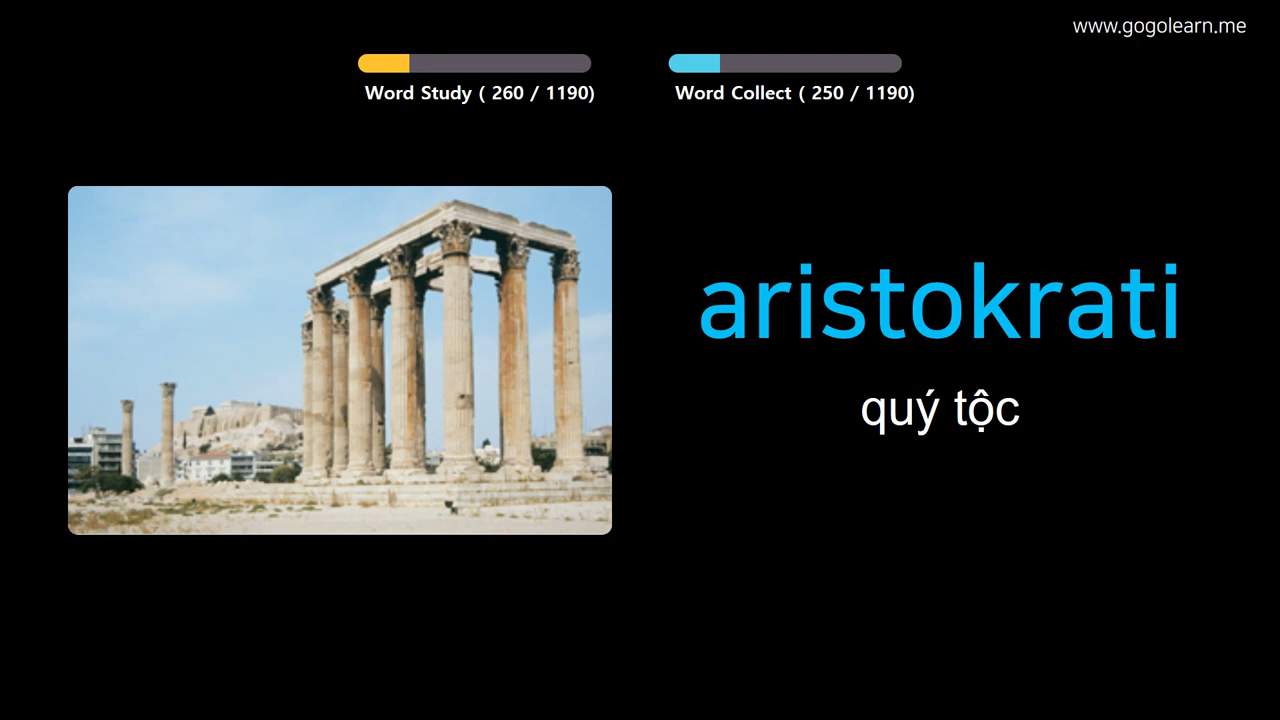 www.gogolearn.me
Word Study ( 260 / 1190)
Word Collect ( 250 / 1190)
aristokrati
quý tộc